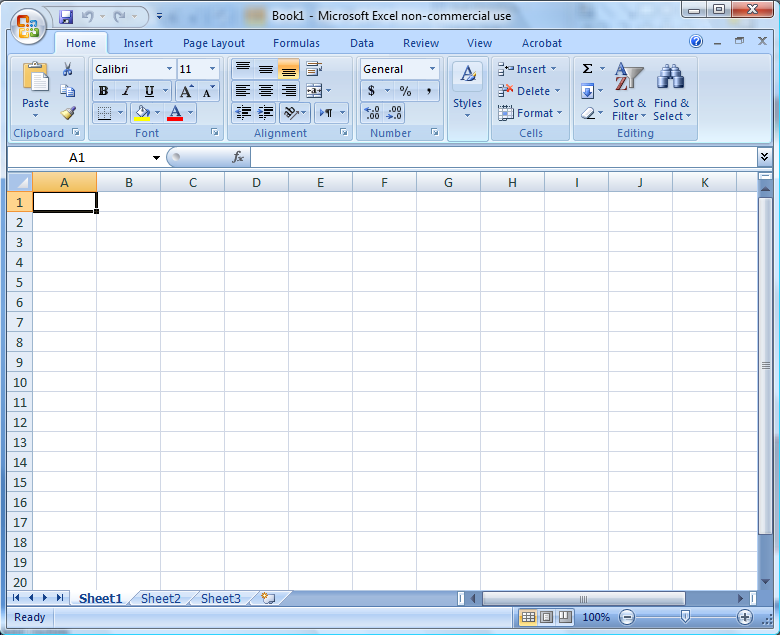 Book1 - Microsoft Excel non-commercial use
Home Insert Page Layout Formulas Data Review View Acrobat
Paste
Calibri 11
B I U A A
A
General
$ % ,
.0 .00 .00 .0
Styles
Insert
Delete
Format
Σ
Sort & Filter
Find & Select
Clipboard Font Alignment Number Cells Editing
A1 fx
A B C D E F G H I J K
1
2
3
4
5
6
7
8
9
10
11
12
13
14
15
16
17
18
19
20
Sheet1 Sheet2 Sheet3
Ready 100%